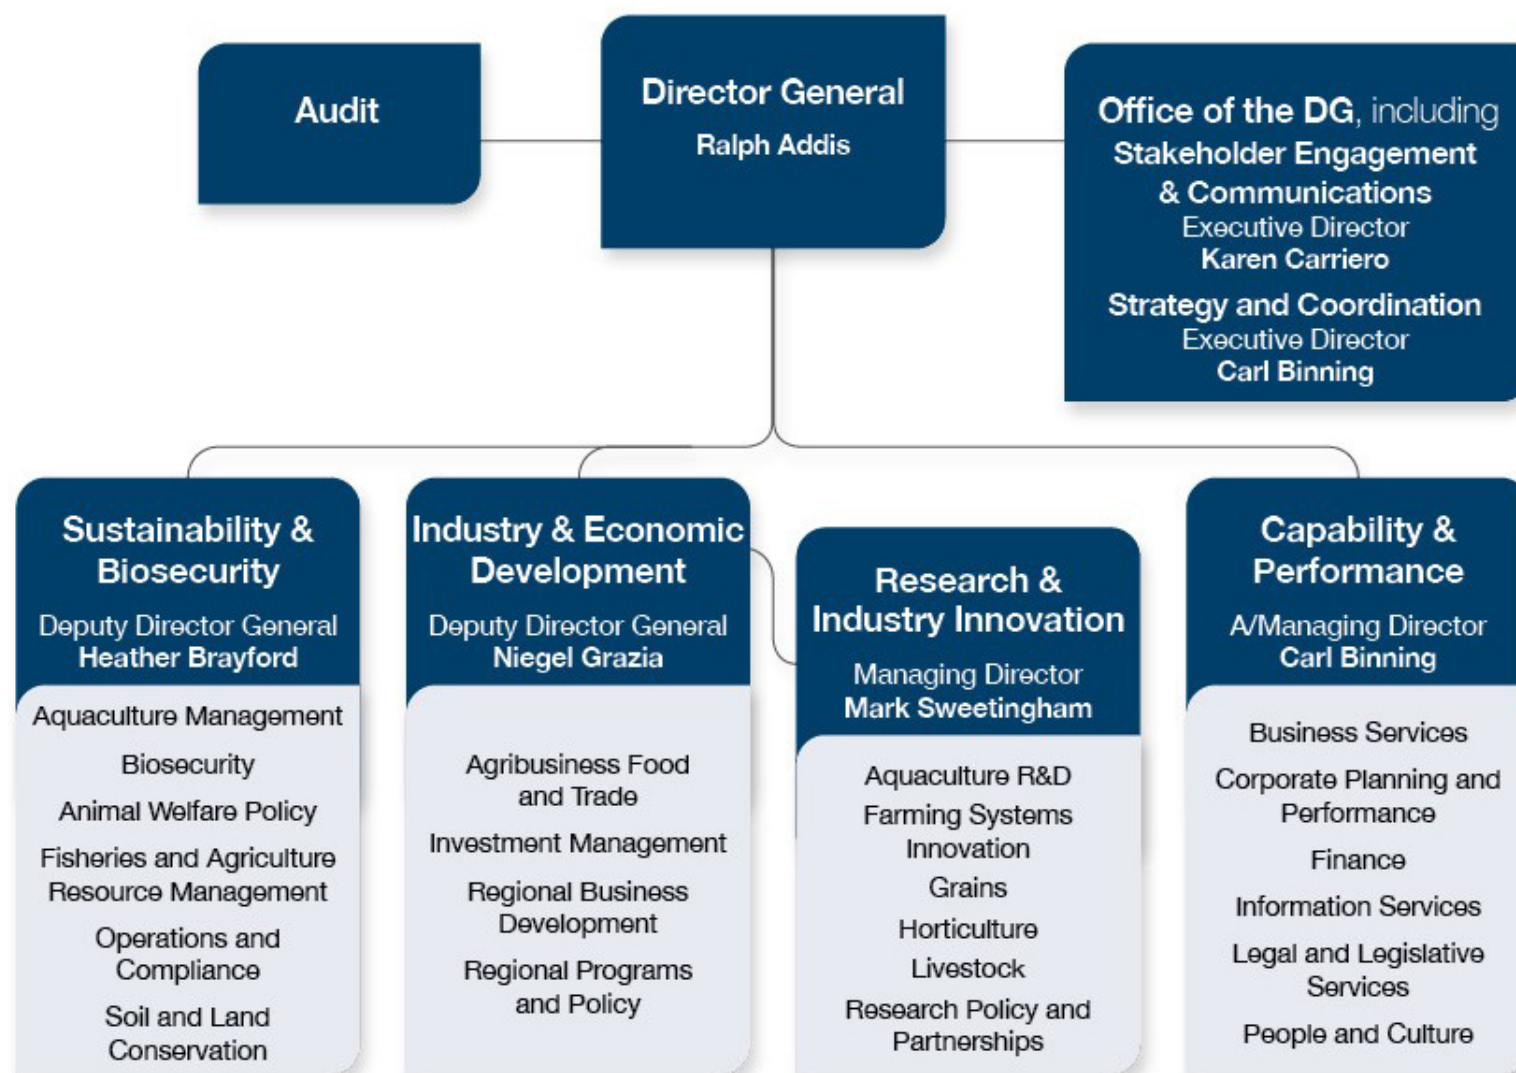 Audit
Director General
Ralph Addis
Office of the DG, including
Stakeholder Engagement
& Communications
Executive Director
Karen Carriero
Strategy and Coordination
Executive Director
Carl Binning
Sustainability &
Biosecurity
Deputy Director General
Heather Brayford
Aquaculture Management
Biosecurity
Animal Welfare Policy
Fisheries and Agriculture
Resource Management
Operations and
Compliance
Soil and Land
Conservation
Industry & Economic
Development
Deputy Director General
Niegel Grazia
Agribusiness Food
and Trade
Investment Management
Regional Business
Development
Regional Programs
and Policy
Research &
Industry Innovation
Managing Director
Mark Sweetingham
Aquaculture R&D
Farming Systems
Innovation
Grains
Horticulture
Livestock
Research Policy and
Partnerships
Capability &
Performance
A/Managing Director
Carl Binning
Business Services
Corporate Planning and
Performance
Finance
Information Services
Legal and Legislative
Services
People and Culture